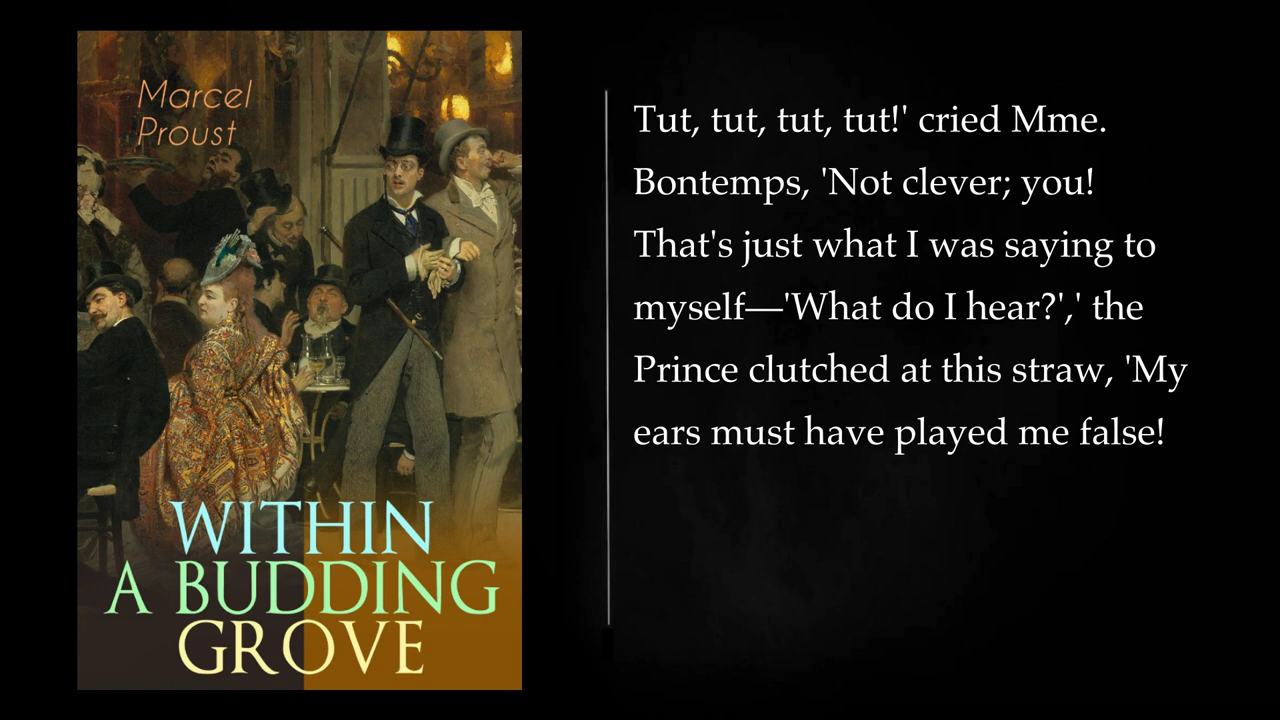 Marcel
Proust
WITHIN
A BUDDING
GROVE
Tut, tut, tut, tut!' cried Mme.
Bontemps, 'Not clever; you!
That's just what I was saying to
myself—'What do I hear?',' the
Prince clutched at this straw, 'My
ears must have played me false!